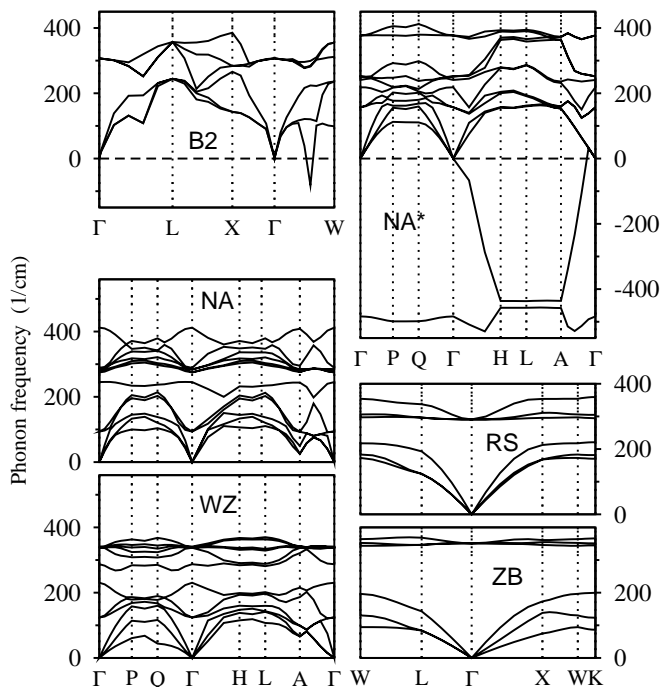 400
200
0
B2
Γ L X Γ W
400
200
0
-200
-400
NA*
Γ P Q Γ H L A Γ
Phonon frequency (1/cm)
400
200
0
NA
400
200
0
WZ
Γ P Q Γ H L A Γ
400
200
0
RS
400
200
0
ZB
W L Γ X W K